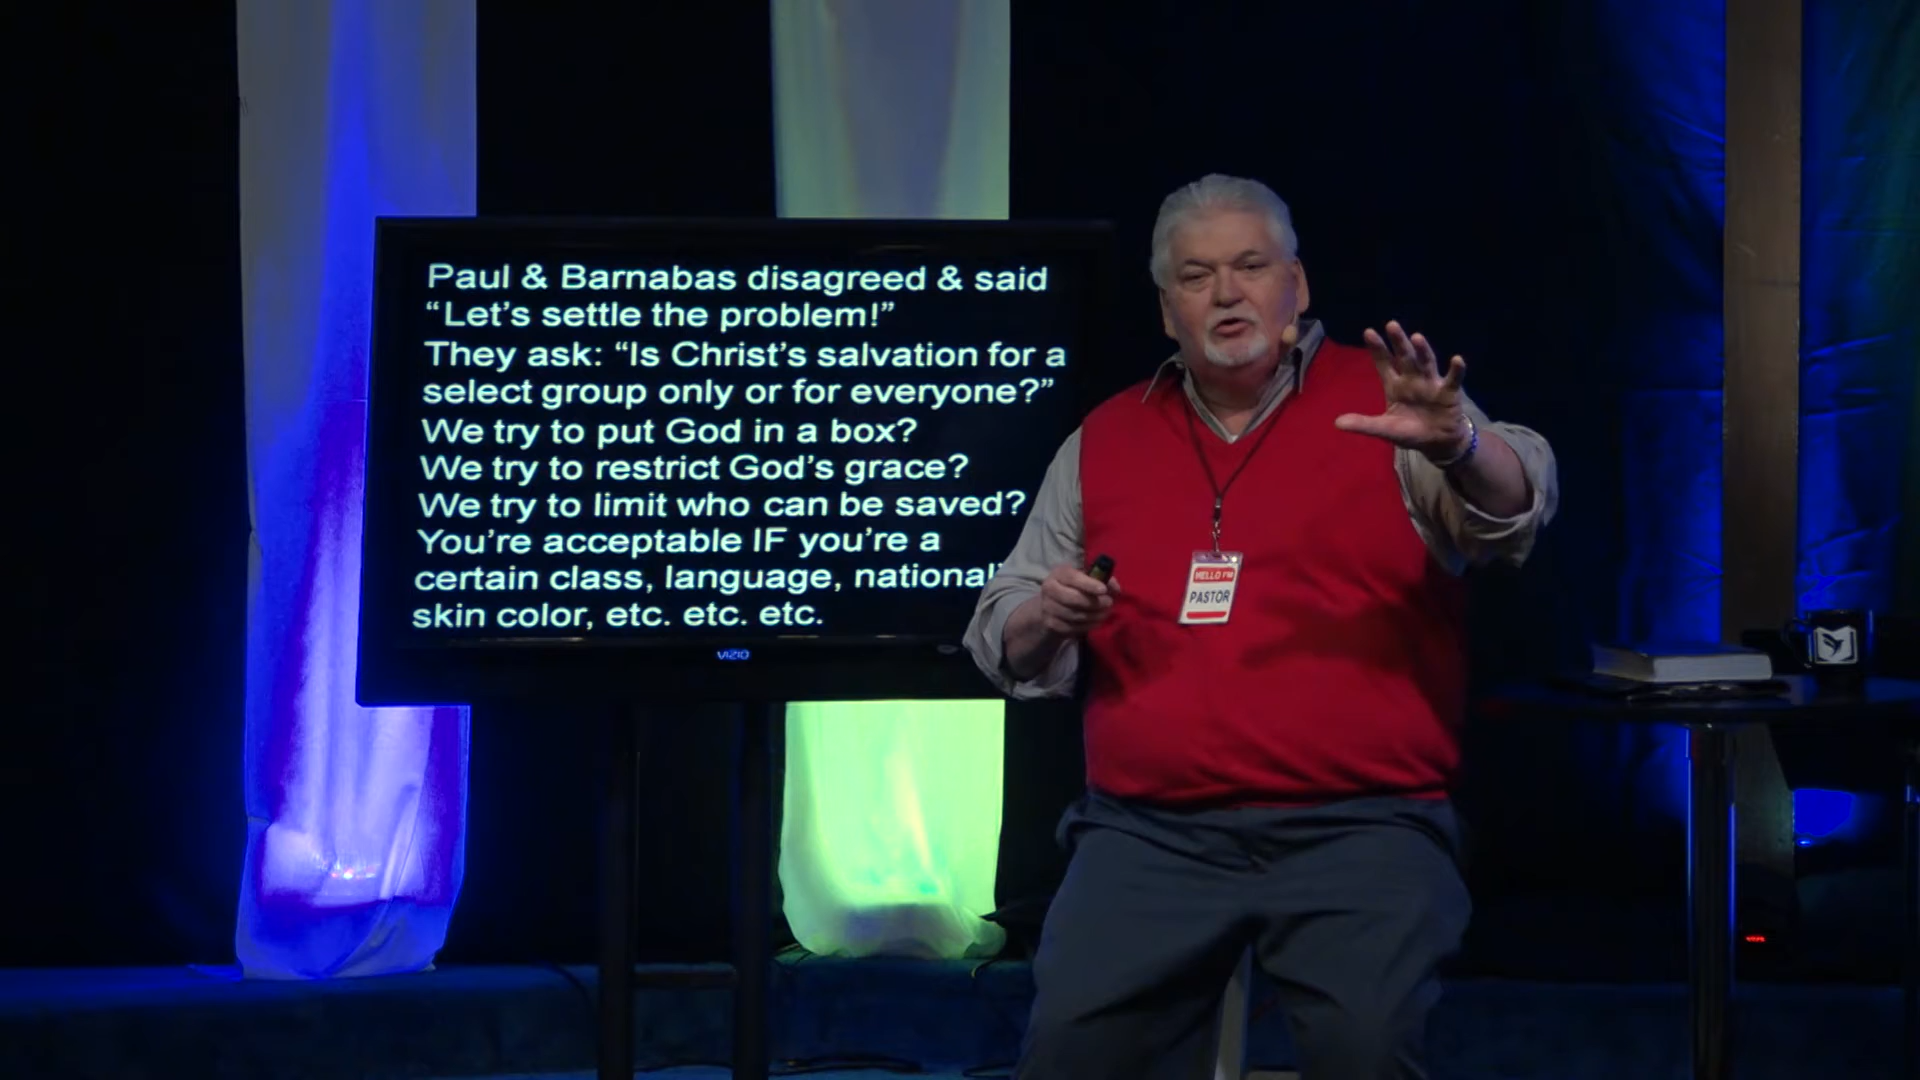 Paul & Barnabas disagreed & said
“Let’s settle the problem!”
They ask: “Is Christ’s salvation for a
select group only or for everyone?”
We try to put God in a box?
We try to restrict God’s grace?
We try to limit who can be saved?
You’re acceptable IF you’re a
certain class, language,
skin color, etc. etc. etc.
VIZIO
HELLO I'M
PASTOR